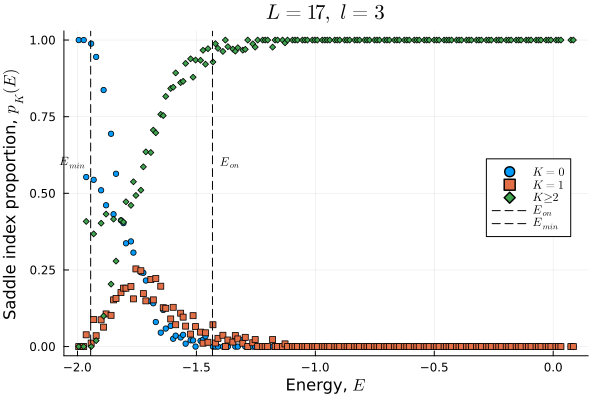 L = 17, l = 3
Saddle index proportion, p_K(E)
1.00
0.75
0.50
0.25
0.00
E_min
E_on
K = 0
K = 1
K ≥ 2
E_on
E_min
−2.0 −1.5 −1.0 −0.5 0.0
Energy, E